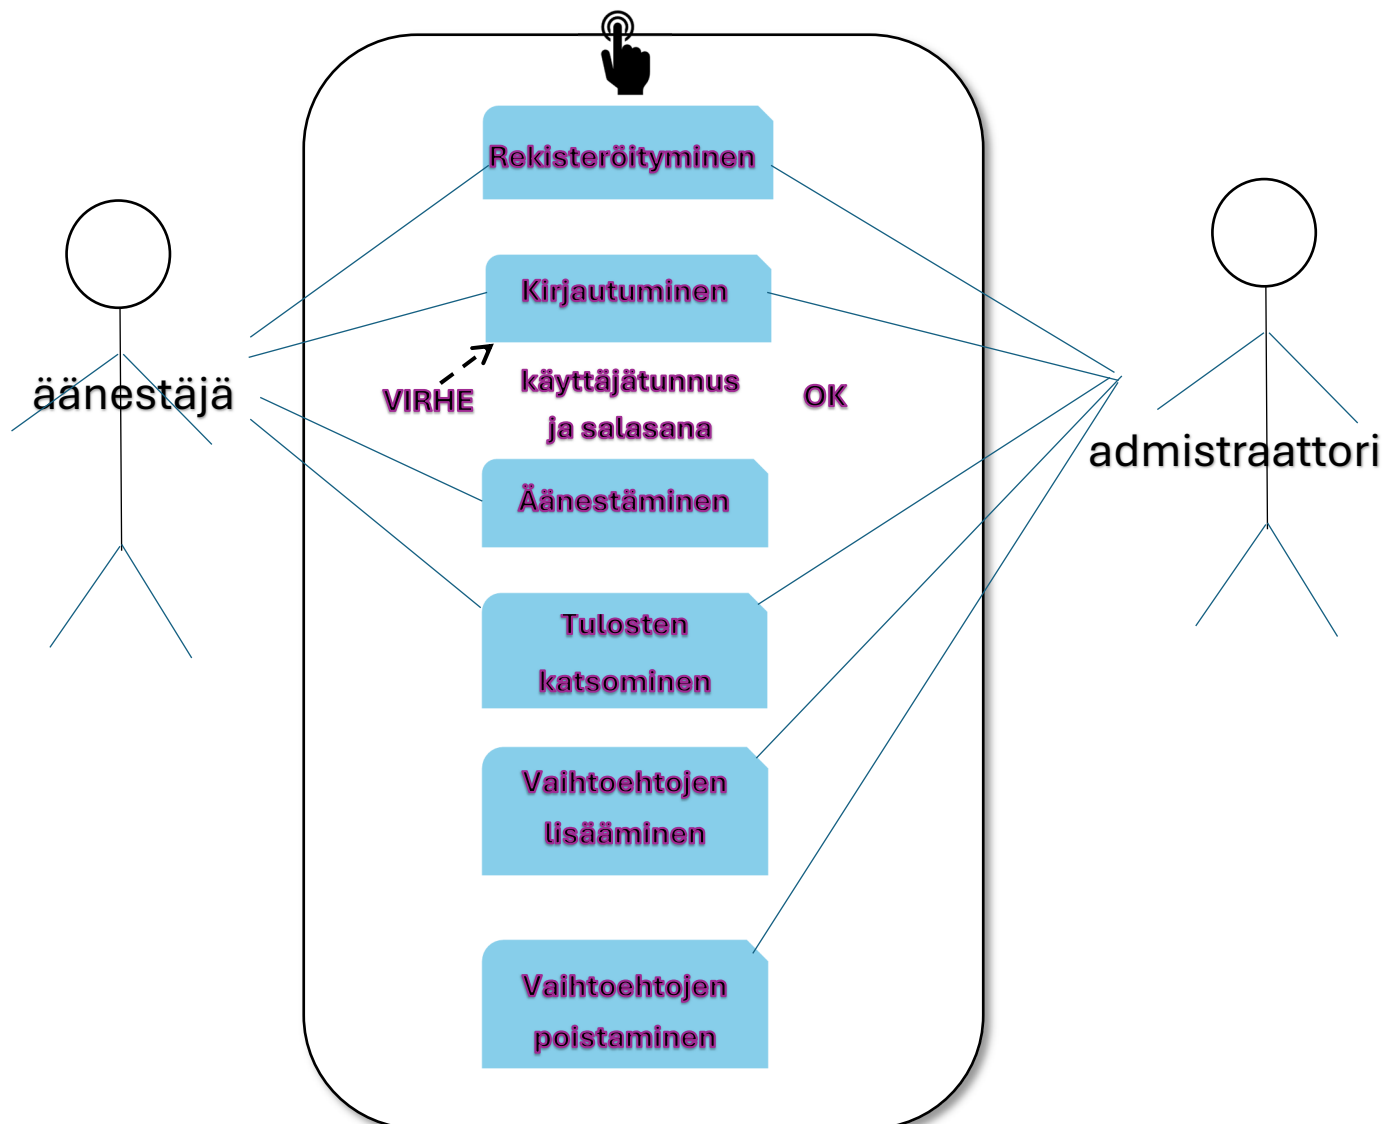 Rekisteröityminen
Kirjautuminen
äänestäjä
VIRHE
käyttäjätunnus
ja salasana
OK
admistraattori
Äänestäminen
Tulosten
katsominen
Vaihtoehtojen
lisääminen
Vaihtoehtojen
poistaminen